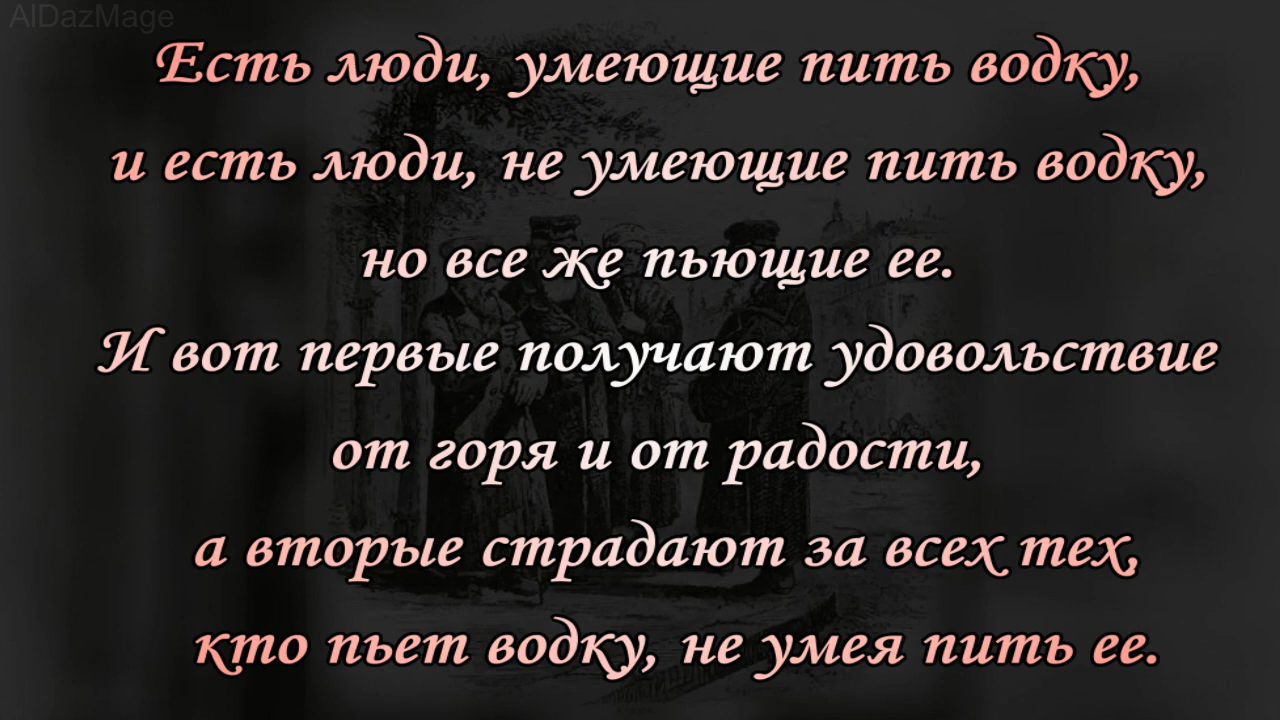 AlDazMage
Есть люди, умеющие пить водку,
и есть люди, не умеющие пить водку,
но все же пьющие ее.
И вот первые получают удовольствие
от горя и от радости,
а вторые страдают за всех тех,
кто пьет водку, не умея пить ее.